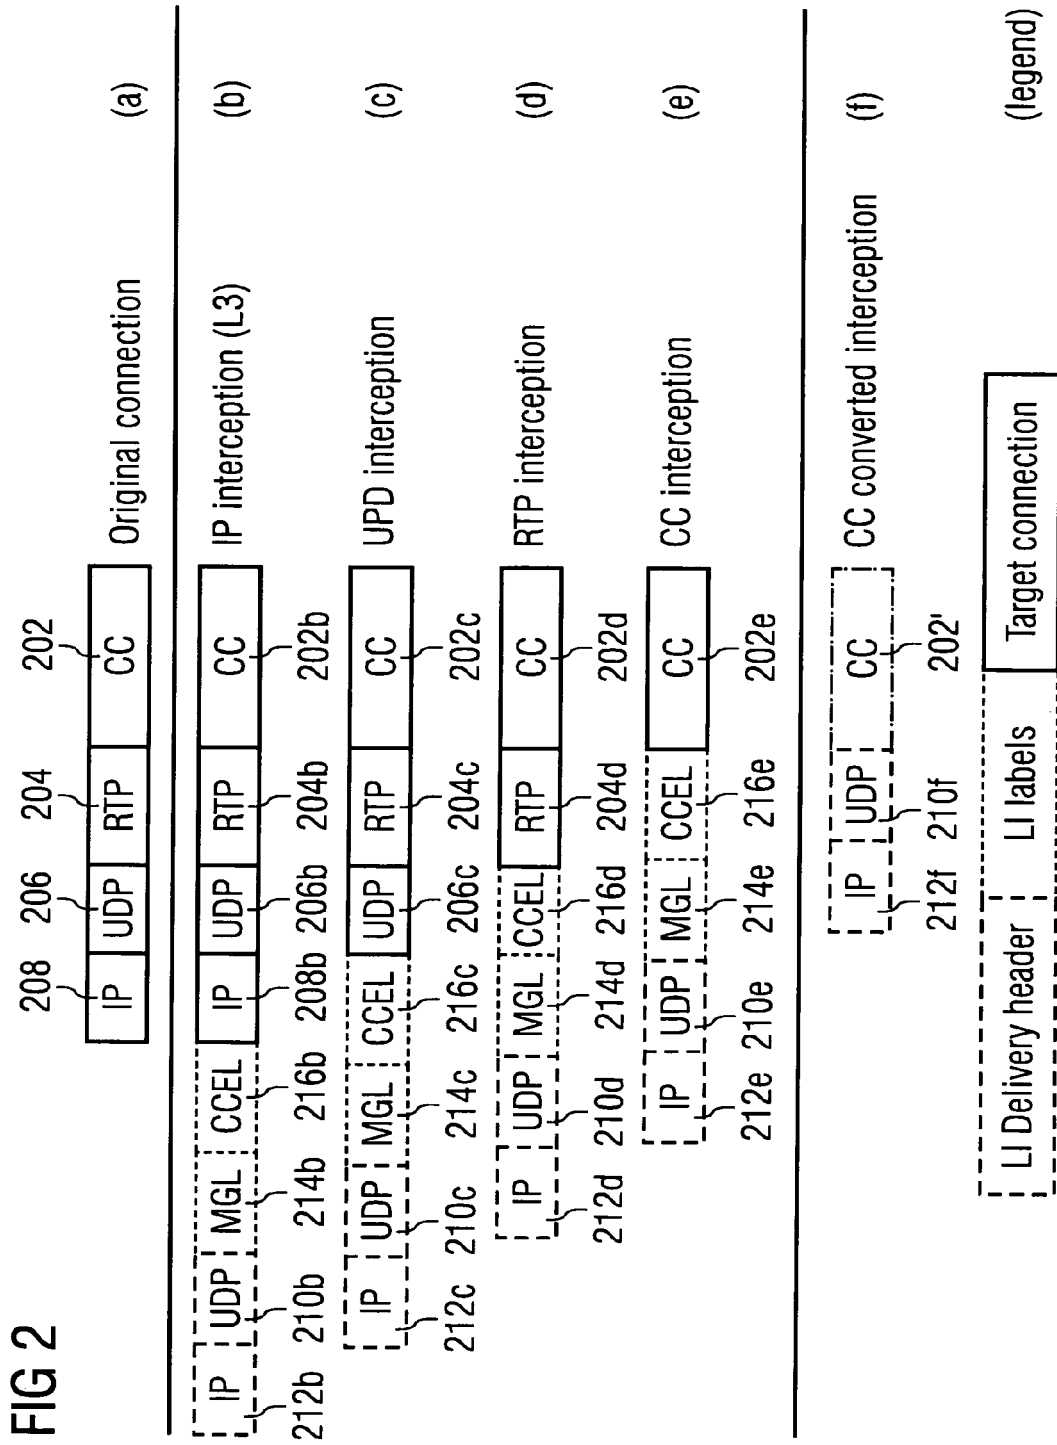 FIG 2
208 206 204 202
IP UDP RTP CC Original connection (a)
IP UDP MGL CCEL IP UDP RTP CC IP interception (L3) (b)
212b 210b 214b 216b 208b 206b 204b 202b
IP UDP MGL CCEL UDP RTP CC UPD interception (c)
212c 210c 214c 216c 206c 204c 202c
IP UDP MGL CCEL RTP CC RTP interception (d)
212d 210d 214d 216d 204d 202d
IP UDP MGL CCEL CC CC interception (e)
212e 210e 214e 216e 202e
IP UDP CC CC converted interception (f)
212f 210f 202'
LI Delivery header LI labels Target connection (legend)